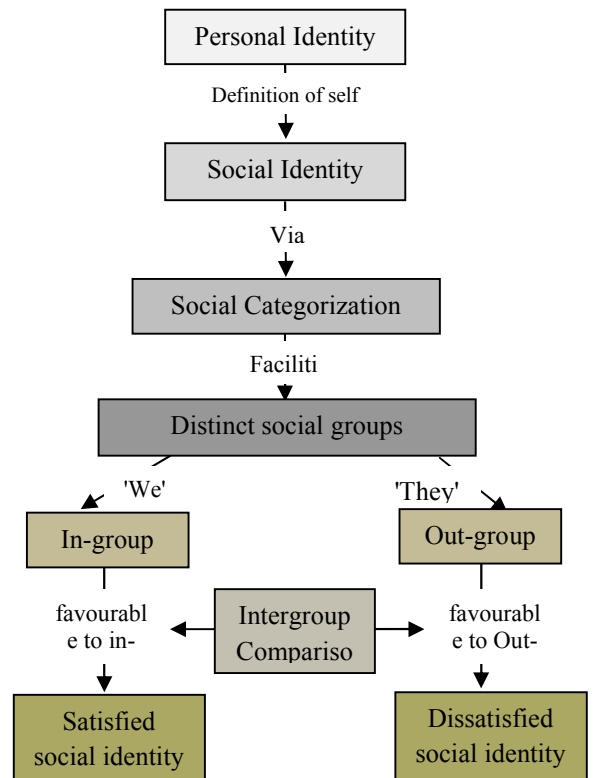 Personal Identity
Definition of self
Social Identity
Via
Social Categorization
Faciliti
Distinct social groups
'We'
'They'
In-group
Out-group
favourabl
e to in-
Intergroup
Compariso
favourabl
e to Out-
Satisfied
social identity
Dissatisfied
social identity